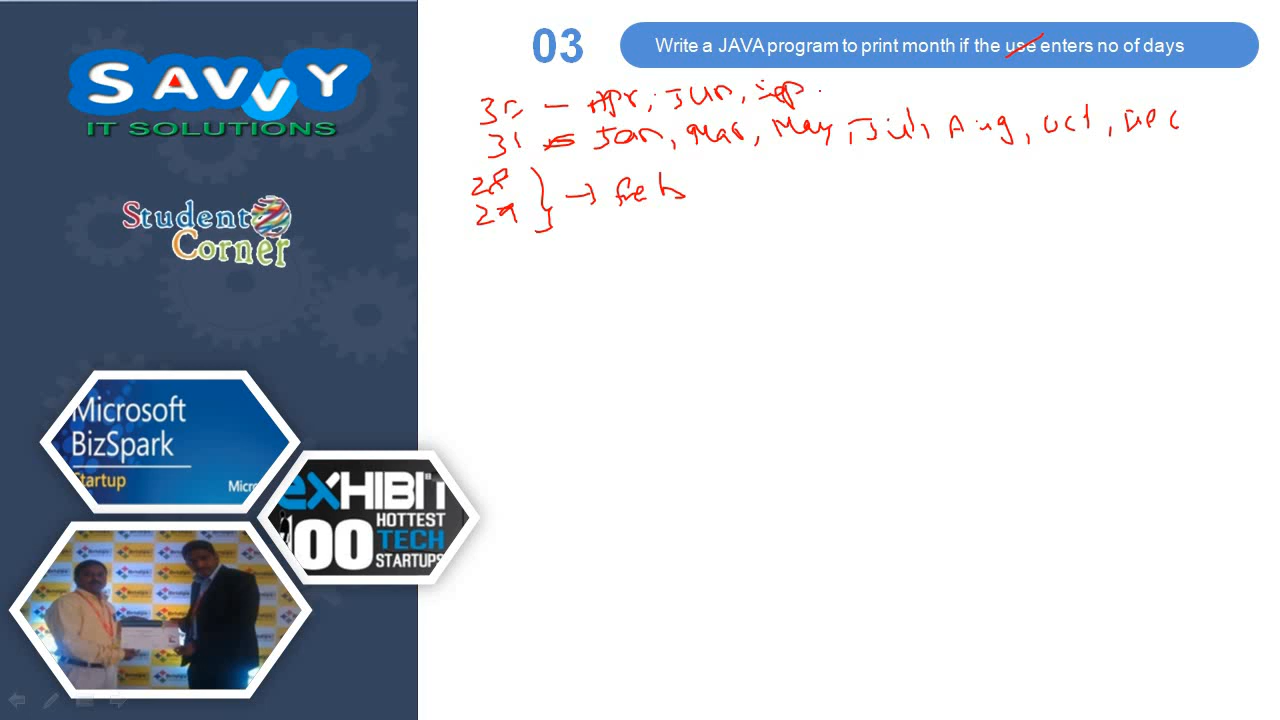 SAVVY
IT SOLUTIONS
Student
Corner
Microsoft
BizSpark
Startup
Micros
exHIBIT
100 HOTTEST
TECH
STARTUPS
03
Write a JAVA program to print month if the use enters no of days
30 – Apr, Jun, Sep.
31 Jan, Mar, May, Jul, Aug, Oct, Dec
28
29
→ Feb